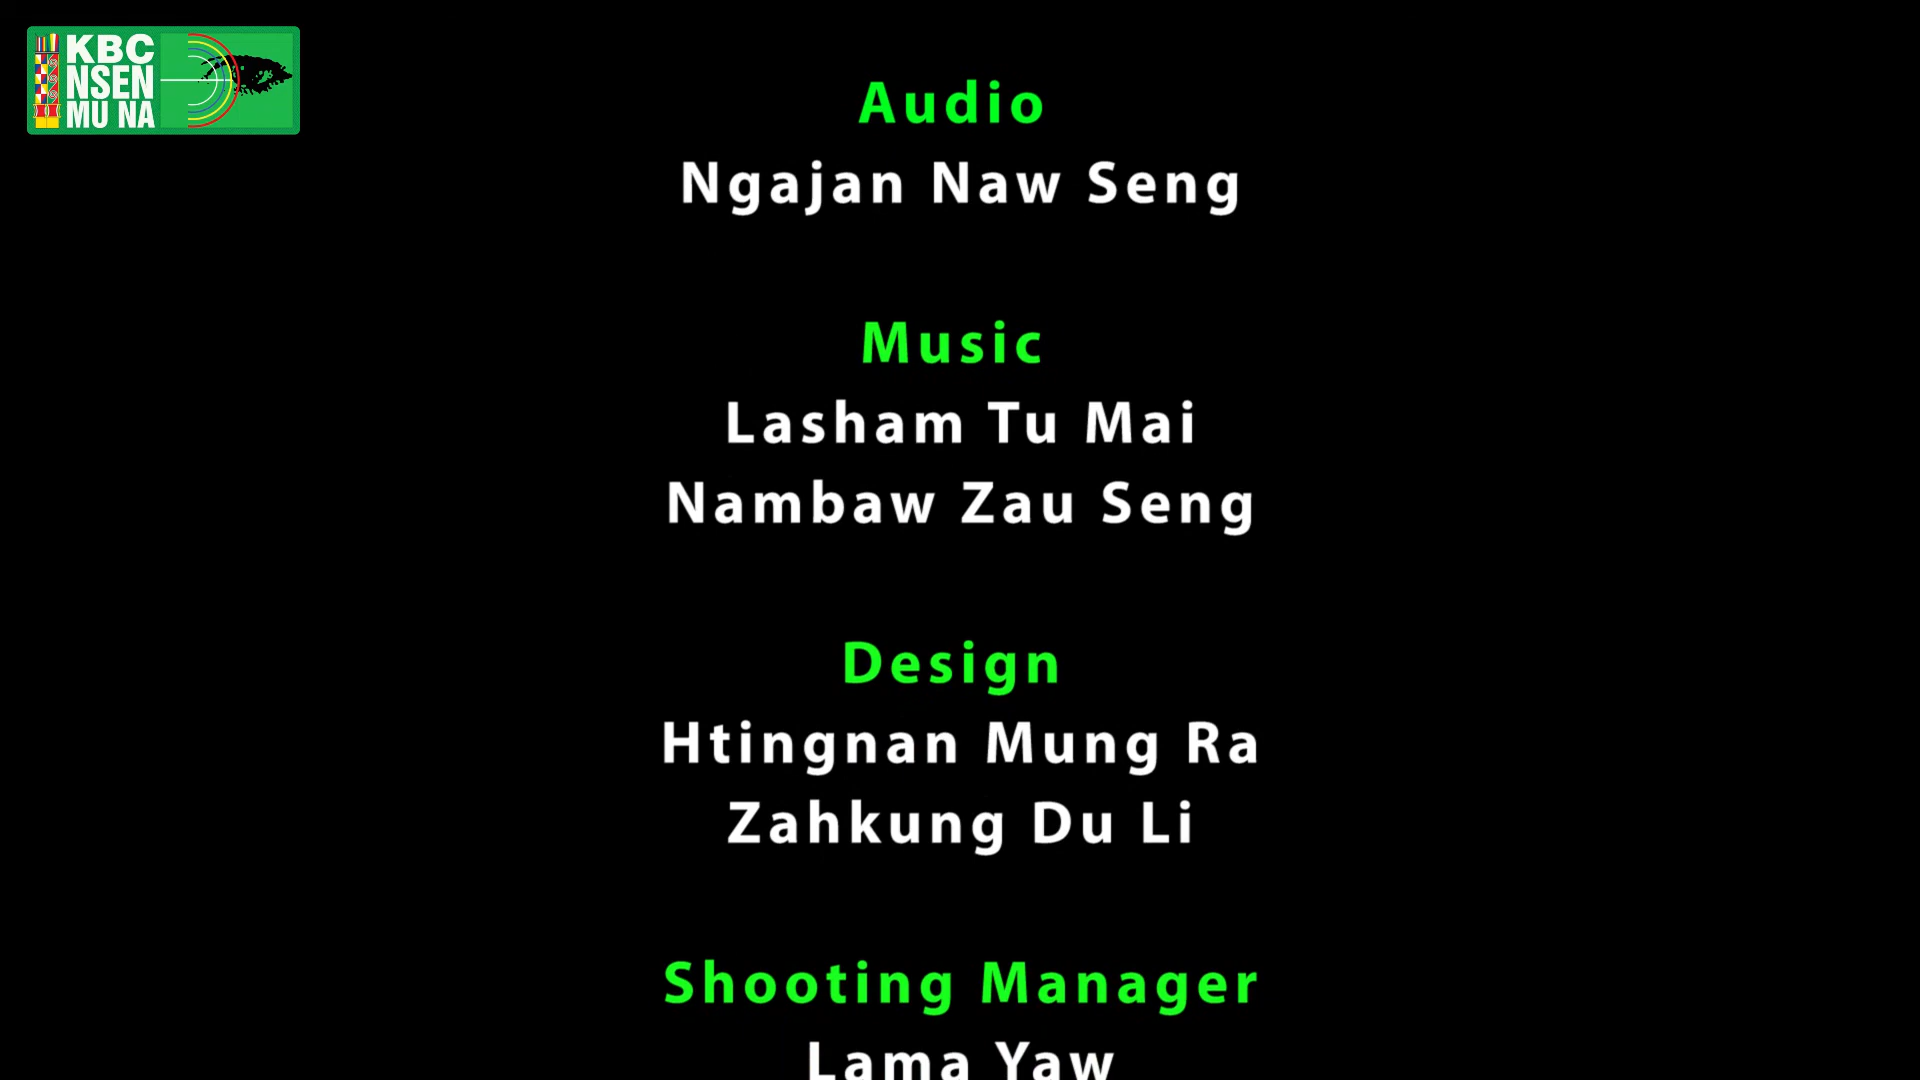 KBC
NSEN
MU NA
Audio
Ngajan Naw Seng
Music
Lasham Tu Mai
Nambaw Zau Seng
Design
Htingnan Mung Ra
Zahkung Du Li
Shooting Manager
Lama Yaw